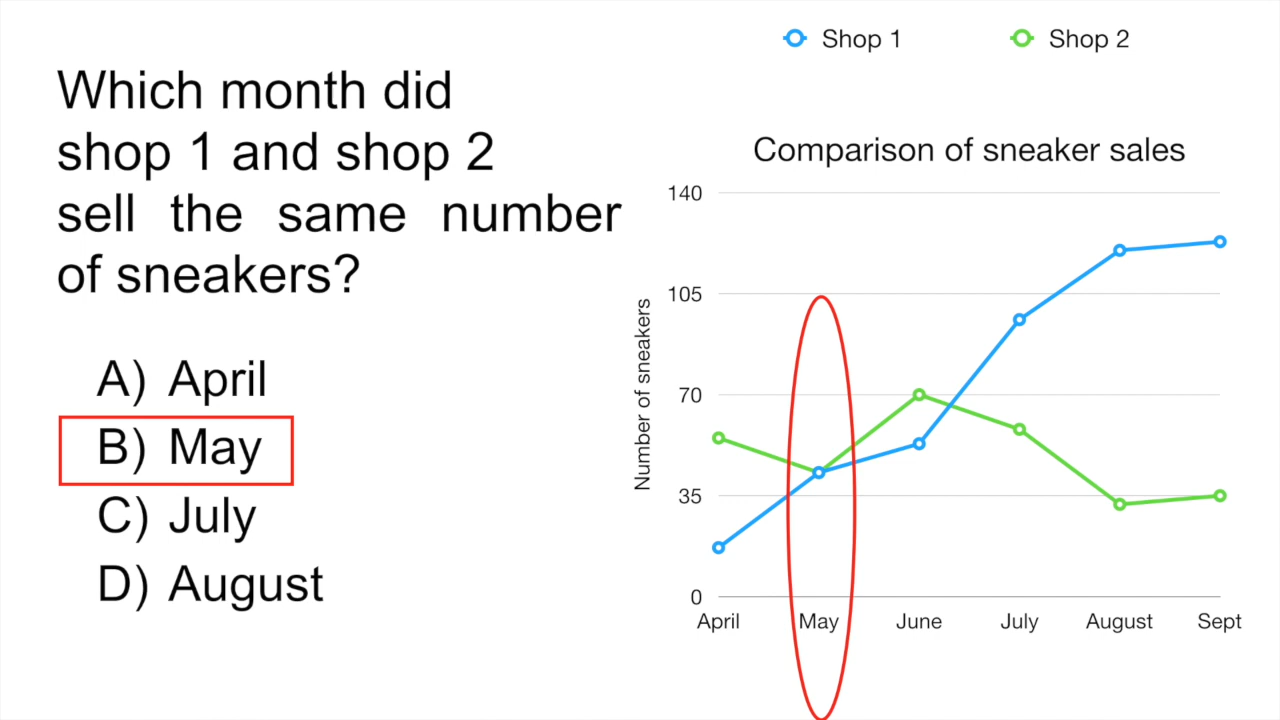 Which month did
shop 1 and shop 2
sell the same number
of sneakers?
A) April
B) May
C) July
D) August
Shop 1 Shop 2
Comparison of sneaker sales
Number of sneakers
140
105
70
35
0
April May June July August Sept